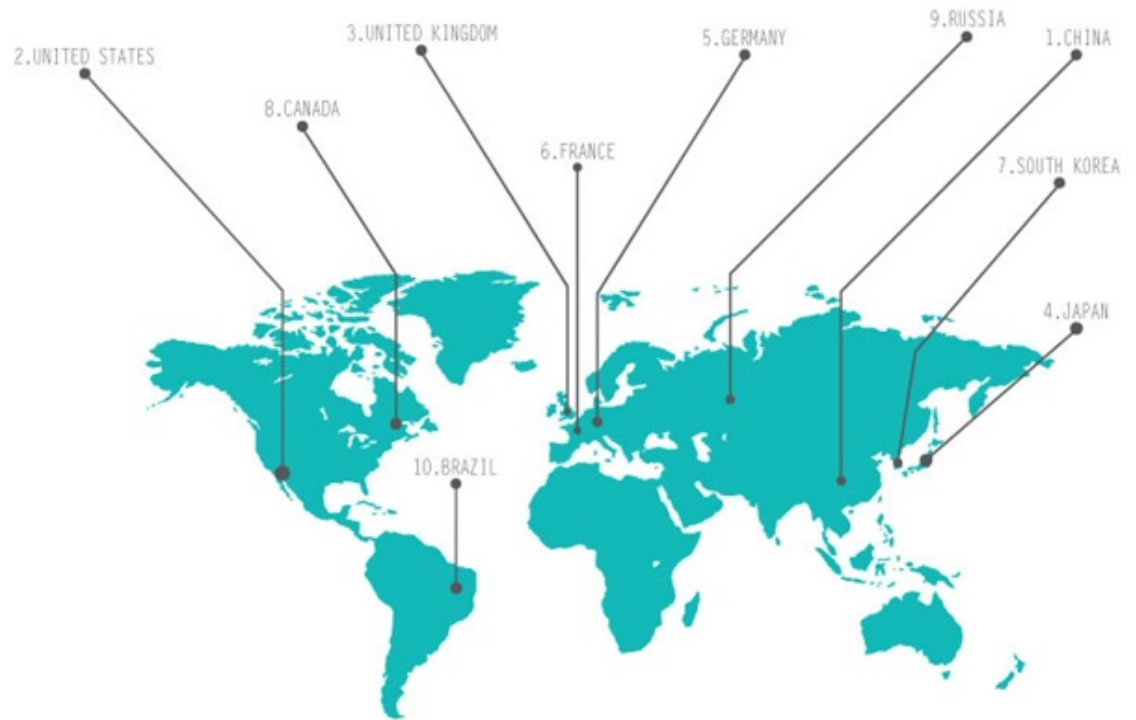 9.RUSSIA
3.UNITED KINGDOM
5.GERMANY
1.CHINA
2.UNITED STATES
8.CANADA
6.FRANCE
7.SOUTH KOREA
4.JAPAN
10.BRAZIL